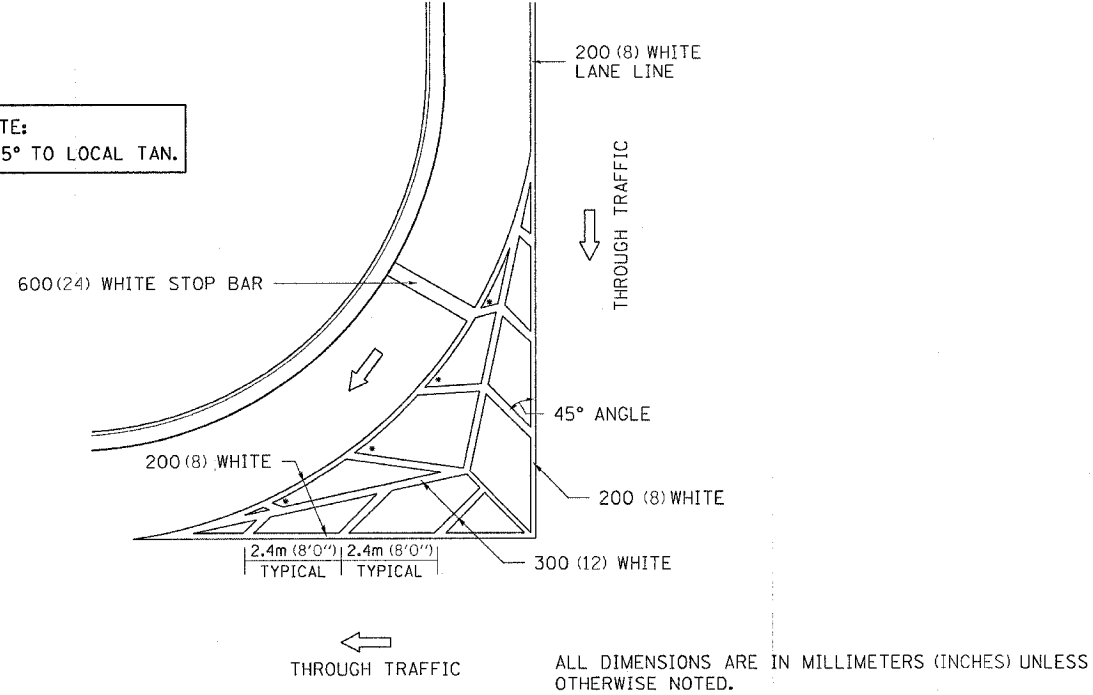 200 (8) WHITE
LANE LINE
TE:
5° TO LOCAL TAN.
THROUGH TRAFFIC
600 (24) WHITE STOP BAR
*
*
45° ANGLE
*
200 (8) WHITE
*
200 (8) WHITE
2.4m (8'0") 2.4m (8'0")
TYPICAL TYPICAL
300 (12) WHITE
THROUGH TRAFFIC
ALL DIMENSIONS ARE IN MILLIMETERS (INCHES) UNLESS
OTHERWISE NOTED.